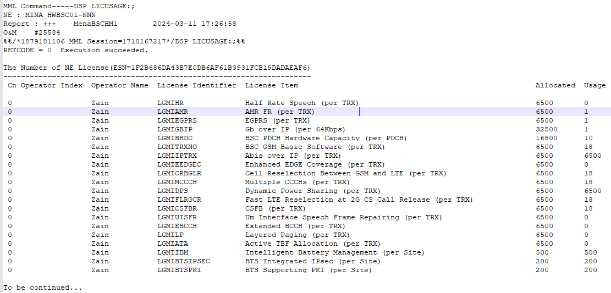 MML Command-----DSP LICUSAGE:;
NE : MINA_HWBSC01-NNN
Report : +++ MenaBSCHM1 2024-03-11 17:26:58
O&M #25584
%%/*1879181106 MML Session=1710167217*/DSP LICUSAGE:;%%
RETCODE = 0 Execution succeeded.
The Number of NE License(ESN=1F2B686DA43B7E0DB6AF61B3931FCB19DADAEAF6)
Cn Operator Index Operator Name License Identifier License Item Allocated Usage
0 Zain LGMIHR Half Rate Speech (per TRX) 6500 0
0 Zain LGMIAMR AMR FR (per TRX) 6500 1
0 Zain LGMIEGPRS EGPRS (per TRX) 6500 1
0 Zain LGMIGBIP Gb over IP (per 64Kbps) 32500 1
0 Zain LGMIBHDC BSC PDCH Hardware Capacity (per PDCH) 16800 10
0 Zain LGMITRXNO BSC GSM Basic Software (per TRX) 6500 18
0 Zain LGMIIPTRX Abis over IP (per TRX) 6500 6500
0 Zain LGMIEEDGEC Enhanced EDGE Coverage (per TRX) 6500 0
0 Zain LGMICRBGLR Cell Reselection Between GSM and LTE (per TRX) 6500 18
0 Zain LGMIMCCCH Multiple CCCHs (per TRX) 6500 18
0 Zain LGMIDPS Dynamic Power Sharing (per TRX) 6500 6500
0 Zain LGMIFLRGCR Fast LTE Reselection at 2G CS Call Release (per TRX) 6500 18
0 Zain LGMICSFBR CSFB (per TRX) 6500 18
0 Zain LGMIUISFR Um Interface Speech Frame Repairing (per TRX) 6500 0
0 Zain LGMIEBCCH Extended BCCH (per TRX) 6500 0
0 Zain LGMILP Layered Paging (per TRX) 6500 0
0 Zain LGMIATA Active TBF Allocation (per TRX) 6500 0
0 Zain LGMIIBM Intelligent Battery Management (per Site) 500 500
0 Zain LGMIBTSIPSEC BTS Integrated IPsec (per Site) 200 200
0 Zain LGMIBTSPKI BTS Supporting PKI (per Site) 200 200
To be continued...